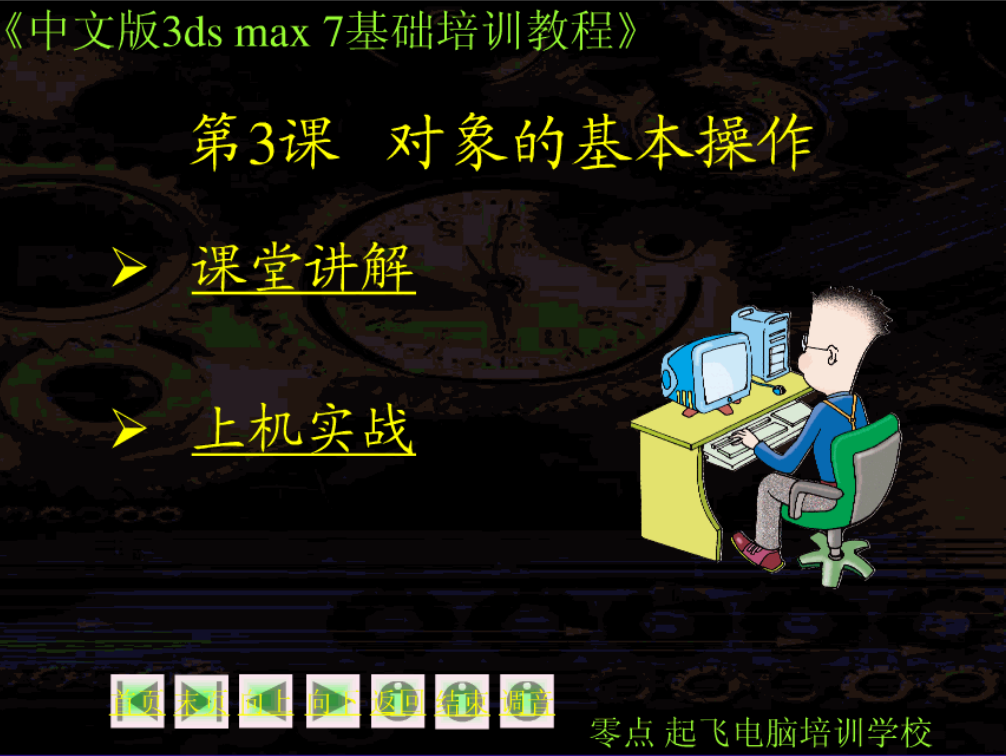 《中文版3ds max 7基础培训教程》
第3课 对象的基本操作
课堂讲解
上机实战
首页 末页 向上 向下 返回 结束 调音
零点 起飞电脑培训学校